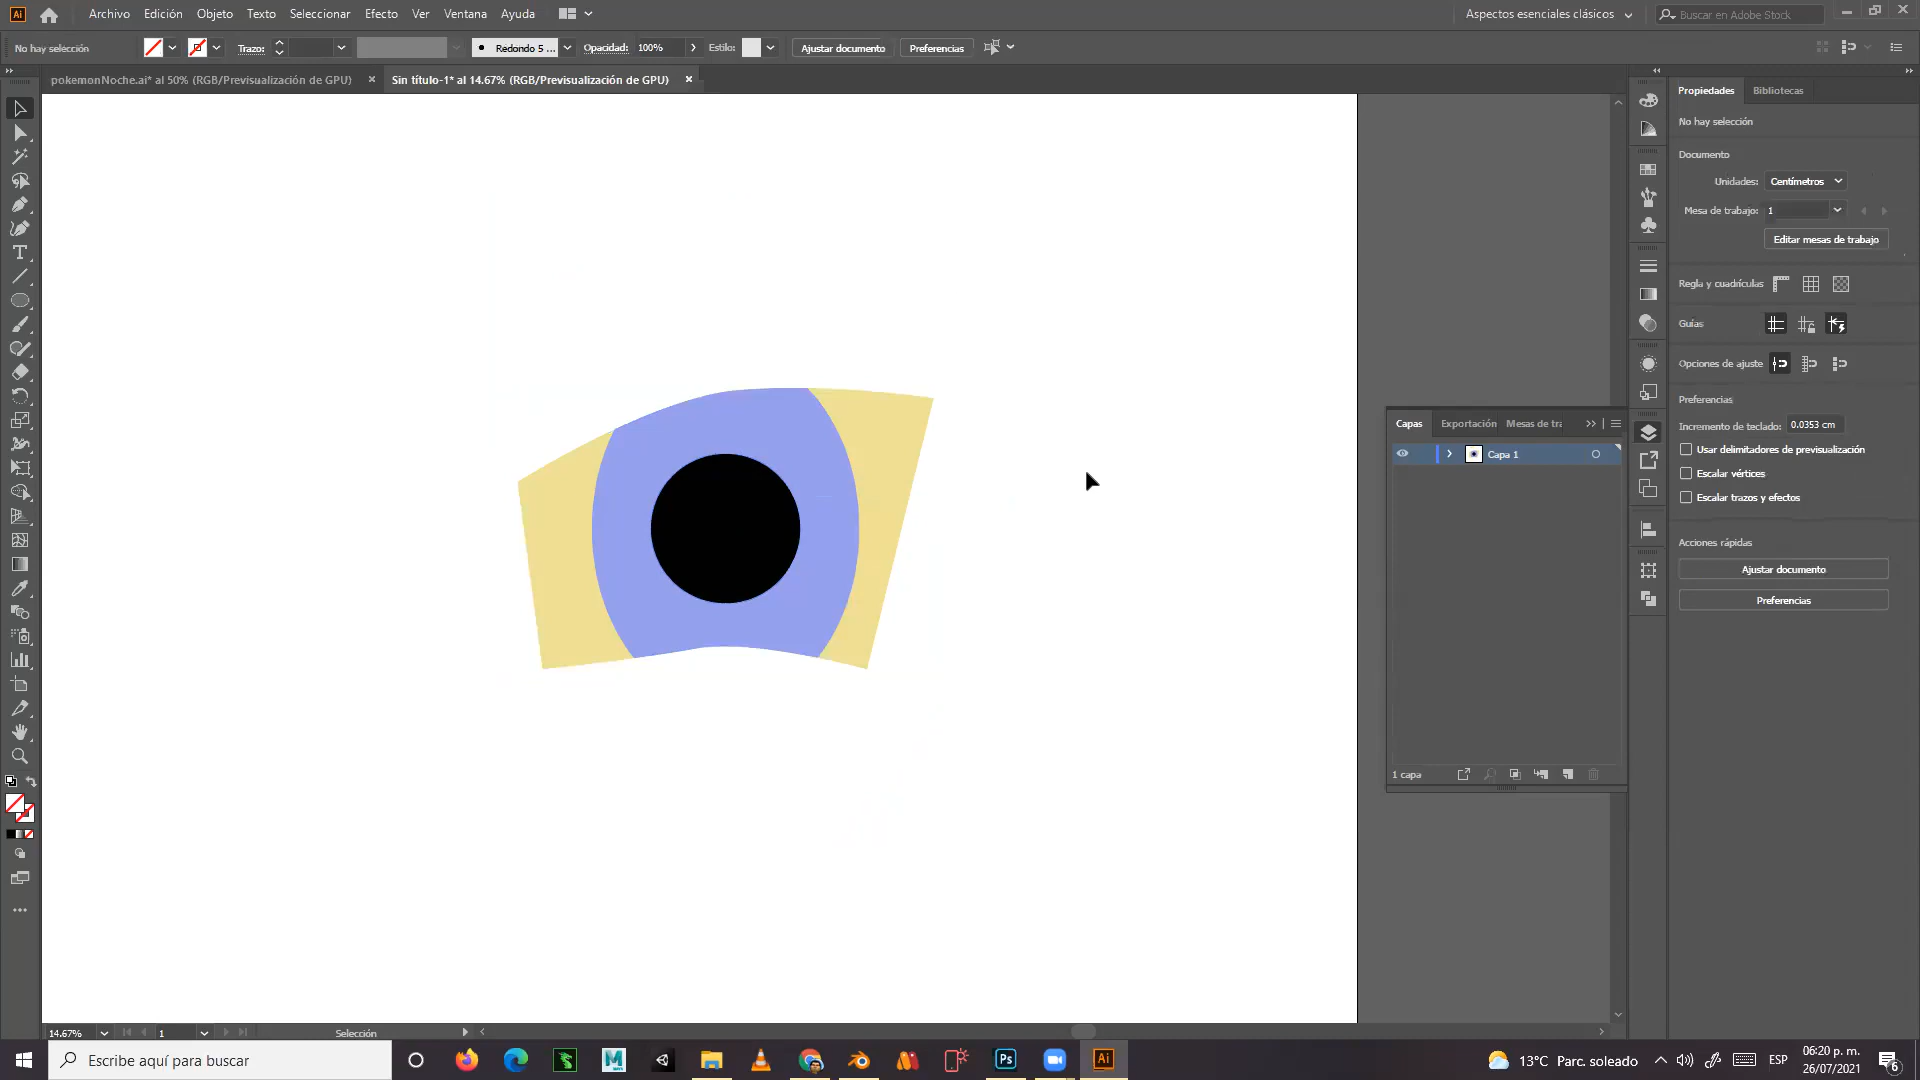 Ai Archivo Edición Objeto Texto Seleccionar Efecto Ver Ventana Ayuda Aspectos esenciales clásicos Buscar en Adobe Stock
No hay selección Trazo: Redondo 5 ... Opacidad: 100% Estilo: Ajustar documento Preferencias
pokemonNoche.ai* al 50% (RGB/Previsualización de GPU) × Sin título-1* al 14.67% (RGB/Previsualización de GPU) ×
Propiedades Bibliotecas
No hay selección
Documento
Unidades: Centímetros
Mesa de trabajo: 1
Editar mesas de trabajo
Regla y cuadrículas
Guías
Opciones de ajuste
Preferencias
Incremento de teclado: 0.0353 cm
Usar delimitadores de previsualización
Escalar vértices
Escalar trazos y efectos
Acciones rápidas
Ajustar documento
Preferencias
Capas Exportación Mesas de tra
Capa 1
1 capa
14.67% 1 Selección
Escribe aquí para buscar
Ps Ai
13°C Parc. soleado ESP
06:20 p. m.
26/07/2021
6